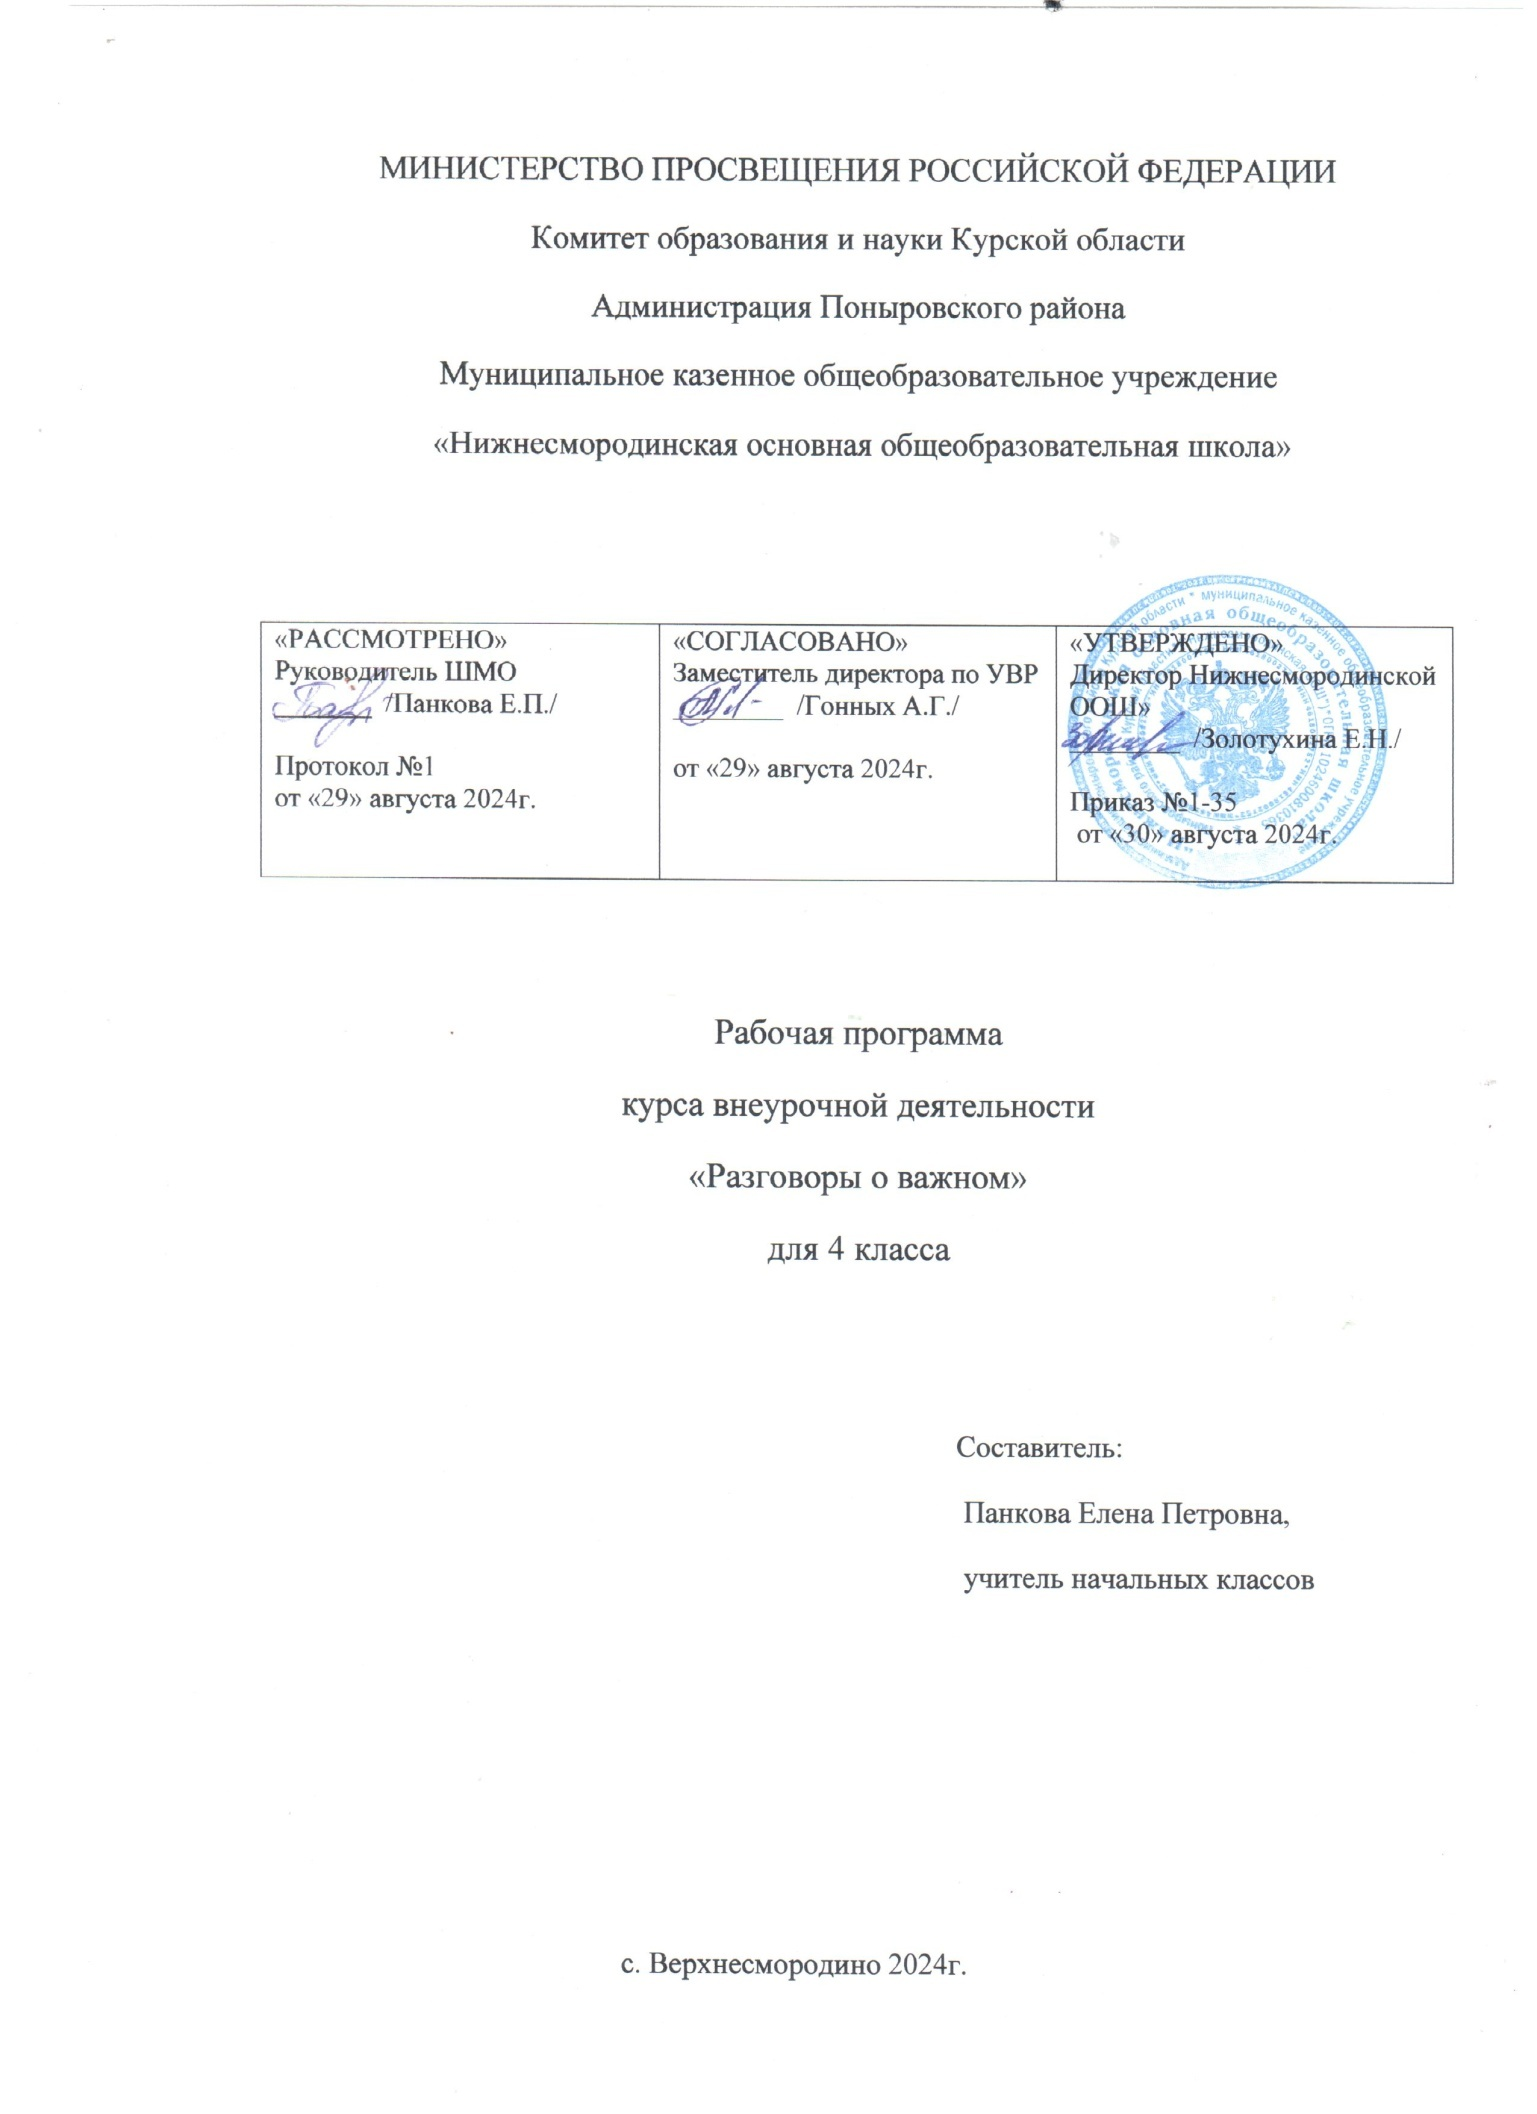 МИНИСТЕРСТВО ПРОСВЕЩЕНИЯ РОССИЙСКОЙ ФЕДЕРАЦИИ
Комитет образования и науки Курской области
Администрация Поныровского района
Муниципальное казенное общеобразовательное учреждение
«Нижнесмородинская основная общеобразовательная школа»
«РАССМОТРЕНО»
Руководитель ШМО
/Панкова Е.П./
Протокол №1
от «29» августа 2024г.
«СОГЛАСОВАНО»
Заместитель директора по УВР
/Гонных А.Г./
от «29» августа 2024г.
«УТВЕРЖДЕНО»
Директор Нижнесмородинской
ООШ»
/Золотухина Е.Н./
Приказ №1-35
от «30» августа 2024г.
Рабочая программа
курса внеурочной деятельности
«Разговоры о важном»
для 4 класса
Составитель:
Панкова Елена Петровна,
учитель начальных классов
с. Верхнесмородино 2024г.